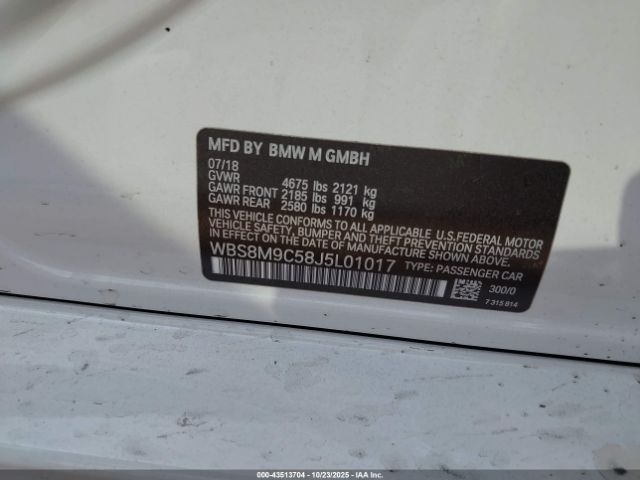 MFD BY BMW M GMBH
07/18
GVWR 4675 lbs 2121 kg
GAWR FRONT 2185 lbs 991 kg
GAWR REAR 2580 lbs 1170 kg
THIS VEHICLE CONFORMS TO ALL APPLICABLE U.S. FEDERAL MOTOR
VEHICLE SAFETY, BUMPER AND THEFT PREVENTION STANDARDS
IN EFFECT ON THE DATE OF MANUFACTURE SHOWN ABOVE.
WBS8M9C58J5L01017 TYPE: PASSENGER CAR
300/0
7 315 814
000-43513704 - 10/23/2025 - IAA Inc.